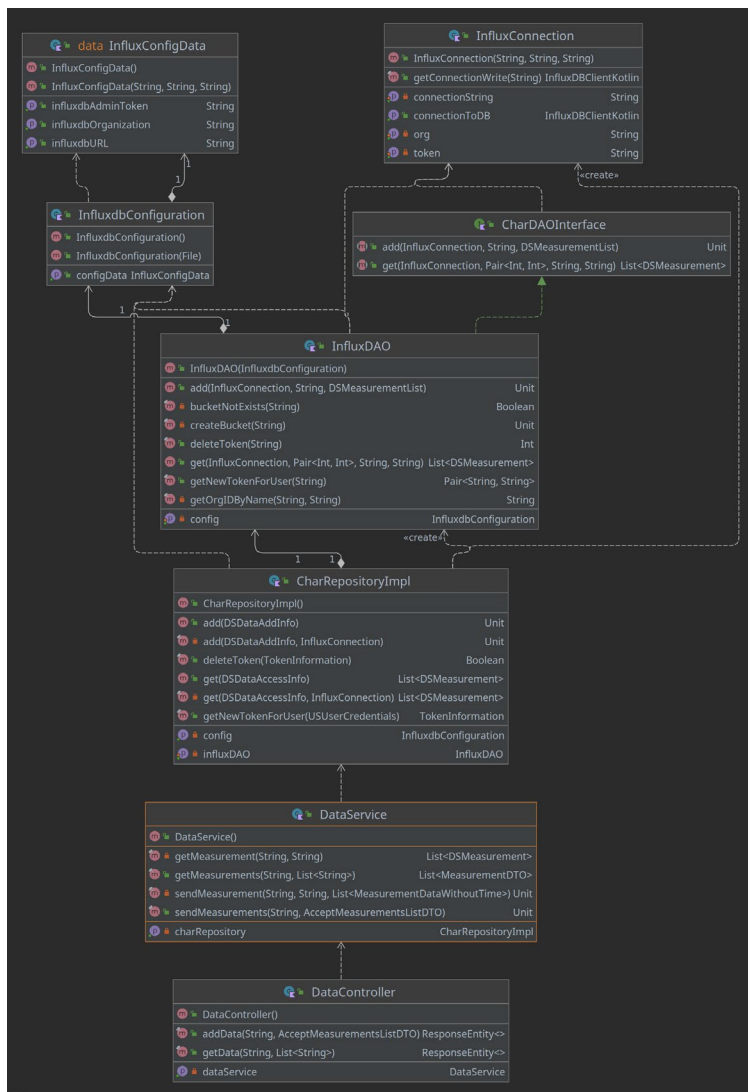 data InfluxConfigData
InfluxConfigData()
InfluxConfigData(String, String, String)
influxdbAdminToken String
influxdbOrganization String
influxdbURL String
InfluxConnection
InfluxConnection(String, String, String)
getConnectionWrite(String) InfluxDBClientKotlin
connectionString String
connectionToDB InfluxDBClientKotlin
org String
token String
1
1
«create»
InfluxdbConfiguration
InfluxdbConfiguration()
InfluxdbConfiguration(File)
configData InfluxConfigData
CharDAOInterface
add(InfluxConnection, String, DSMeasurementList) Unit
get(InfluxConnection, Pair<Int, Int>, String, String) List<DSMeasurement>
1
1
InfluxDAO
InfluxDAO(InfluxdbConfiguration)
add(InfluxConnection, String, DSMeasurementList) Unit
bucketNotExists(String) Boolean
createBucket(String) Unit
deleteToken(String) Int
get(InfluxConnection, Pair<Int, Int>, String, String) List<DSMeasurement>
getNewTokenForUser(String) Pair<String, String>
getOrgIDByName(String, String) String
config InfluxdbConfiguration
«create»
1
1
CharRepositoryImpl
CharRepositoryImpl()
add(DSDataAddInfo) Unit
add(DSDataAddInfo, InfluxConnection) Unit
deleteToken(TokenInformation) Boolean
get(DSDataAccessInfo) List<DSMeasurement>
get(DSDataAccessInfo, InfluxConnection) List<DSMeasurement>
getNewTokenForUser(USUserCredentials) TokenInformation
config InfluxdbConfiguration
influxDAO InfluxDAO
DataService
DataService()
getMeasurement(String, String) List<DSMeasurement>
getMeasurements(String, List<String>) List<MeasurementDTO>
sendMeasurement(String, String, List<MeasurementDataWithoutTime>) Unit
sendMeasurements(String, AcceptMeasurementsListDTO) Unit
charRepository CharRepositoryImpl
DataController
DataController()
addData(String, AcceptMeasurementsListDTO) ResponseEntity<>
getData(String, List<String>) ResponseEntity<>
dataService DataService